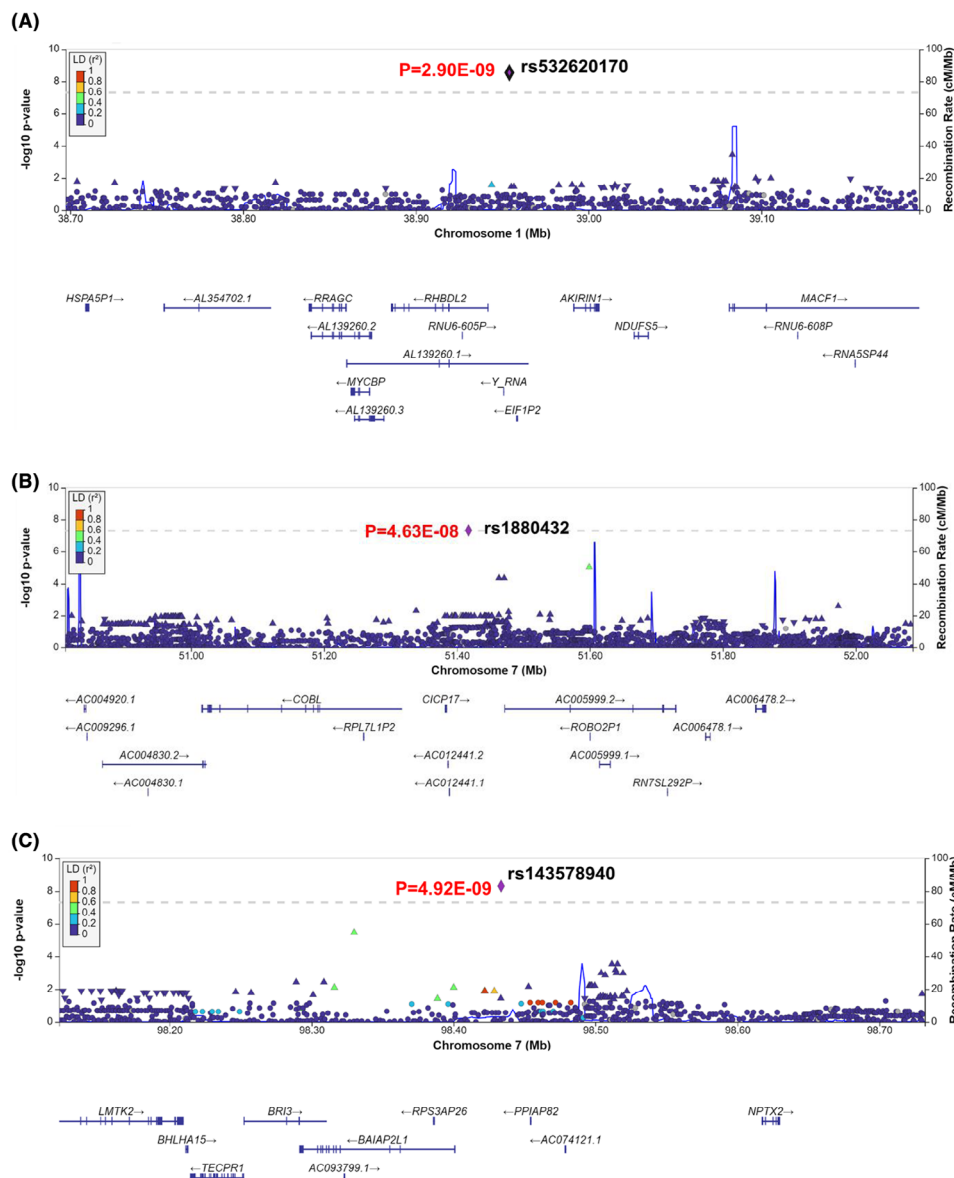 (A)
LD (r²)
1
0.8
0.6
0.4
0.2
0
P=2.90E-09
rs532620170
10
8
6
4
2
0
-log10 p-value
100
80
60
40
20
0
Recombination Rate (cM/Mb)
38.70 38.80 38.90 39.00 39.10
Chromosome 1 (Mb)
HSPA5P1→ ←AL354702.1 ←RRAGC ←RHBDL2 AKIRIN1→ MACF1→
←AL139260.2 RNU6-605P→ NDUFS5→ ←RNU6-608P
AL139260.1→ ←RNA5SP44
←MYCBP ←Y_RNA
←AL139260.3 ←EIF1P2
(B)
LD (r²)
1
0.8
0.6
0.4
0.2
0
P=4.63E-08
rs1880432
10
8
6
4
2
0
-log10 p-value
100
80
60
40
20
0
Recombination Rate (cM/Mb)
51.00 51.20 51.40 51.60 51.80 52.00
Chromosome 7 (Mb)
←AC004920.1 ←COBL CICP17→ ←AC005999.2 AC006478.2→
←AC009296.1 ←RPL7L1P2 ←ROBO2P1 AC006478.1→
AC004830.2→ ←AC012441.2 AC005999.1→
←AC004830.1 ←AC012441.1 RN7SL292P→
(C)
LD (r²)
1
0.8
0.6
0.4
0.2
0
P=4.92E-09
rs143578940
10
8
6
4
2
0
-log10 p-value
100
80
60
40
20
0
Recombination Rate (cM/Mb)
98.20 98.30 98.40 98.50 98.60 98.70
Chromosome 7 (Mb)
LMTK2→ BRI3→ ←RPS3AP26 ←PPIAP82 NPTX2→
BHLHA15→ ←BAIAP2L1 ←AC074121.1
←TECPR1 AC093799.1→